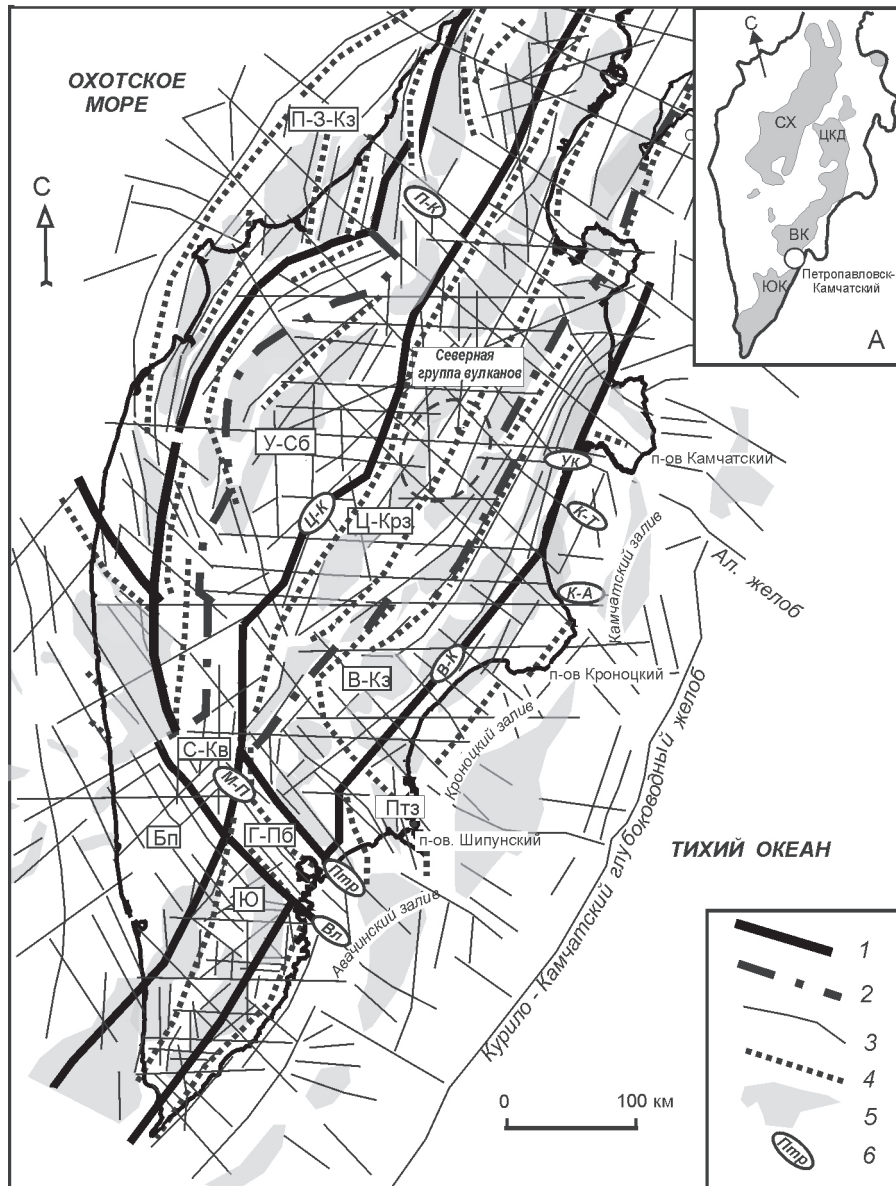 ОХОТСКОЕ
МОРЕ
С
П-З-Кз
П-К
С
СХ
ЦКД
ВК
ЮК
Петропавловск-
Камчатский
А
Северная
группа вулканов
У-Сб
Ц-К
Ц-Крз
Ук
п-ов Камчатский
К-Т
К-А
Камчатский залив
Ал. желоб
В-К
В-Кз
п-ов Кроноцкий
Кроноцкий залив
С-Кв
М-П
Птз
п-ов. Шипунский
Бп
Г-Пб
Птр
ТИХИЙ ОКЕАН
Ю
Вл
Авачинский залив
Курило - Камчатский глубоководный желоб
0 100 км
1
2
3
4
5
Птр 6